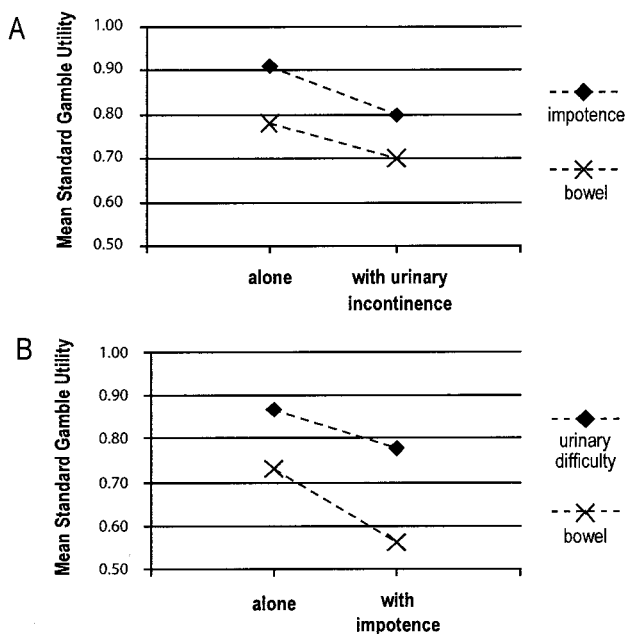 A
Mean Standard Gamble Utility
1.00
0.90
0.80
0.70
0.60
0.50
alone
with urinary
incontinence
impotence
bowel
B
Mean Standard Gamble Utility
1.00
0.90
0.80
0.70
0.60
0.50
alone
with
impotence
urinary
difficulty
bowel